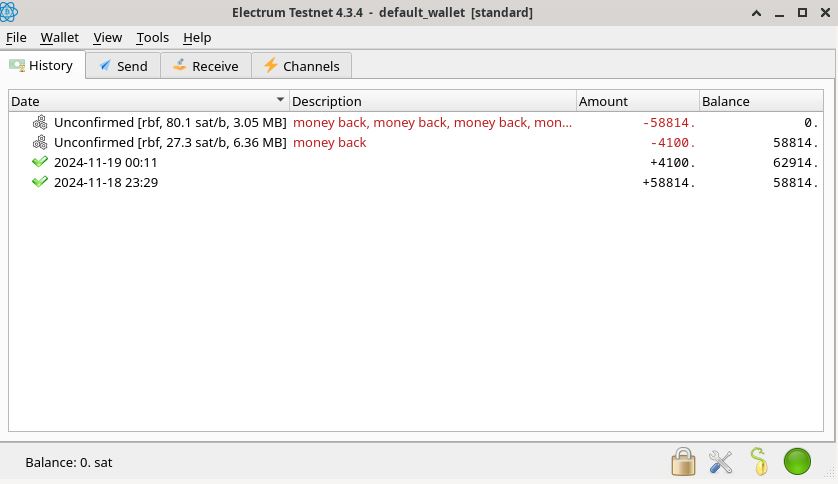 Electrum Testnet 4.3.4 - default_wallet [standard]
File Wallet View Tools Help
History Send Receive Channels
Date Description Amount Balance
Unconfirmed [rbf, 80.1 sat/b, 3.05 MB] money back, money back, money back, mon... -58814. 0.
Unconfirmed [rbf, 27.3 sat/b, 6.36 MB] money back -4100. 58814.
2024-11-19 00:11 +4100. 62914.
2024-11-18 23:29 +58814. 58814.
Balance: 0. sat